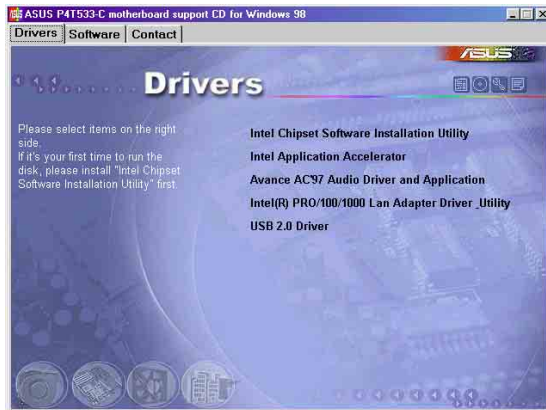 ASUS P4T533-C motherboard support CD for Windows 98
Drivers Software Contact
ASUS
Drivers
Please select items on the right
side.
If it's your first time to run the
disk, please install "Intel Chipset
Software Installation Utility" first.
Intel Chipset Software Installation Utility
Intel Application Accelerator
Avance AC'97 Audio Driver and Application
Intel(R) PRO/100/1000 Lan Adapter Driver_Utility
USB 2.0 Driver